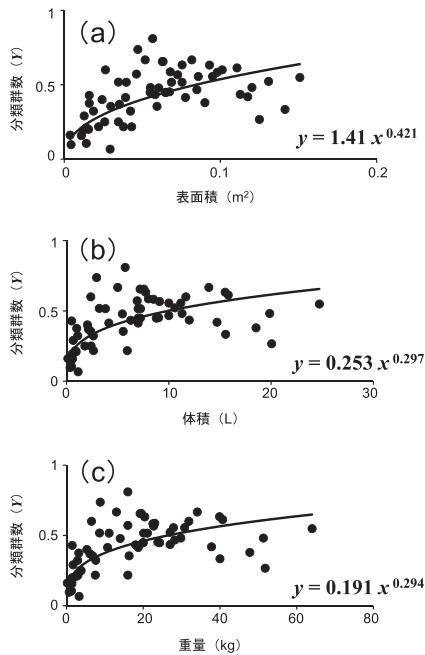 (a)
1
0.5
0
分類群数 (Y)
0
0.1
0.2
y = 1.41 x^0.421
表面積 (m²)
(b)
1
0.5
0
分類群数 (Y)
0
10
20
30
y = 0.253 x^0.297
体積 (L)
(c)
1
0.5
0
分類群数 (Y)
0
20
40
60
80
y = 0.191 x^0.294
重量 (kg)